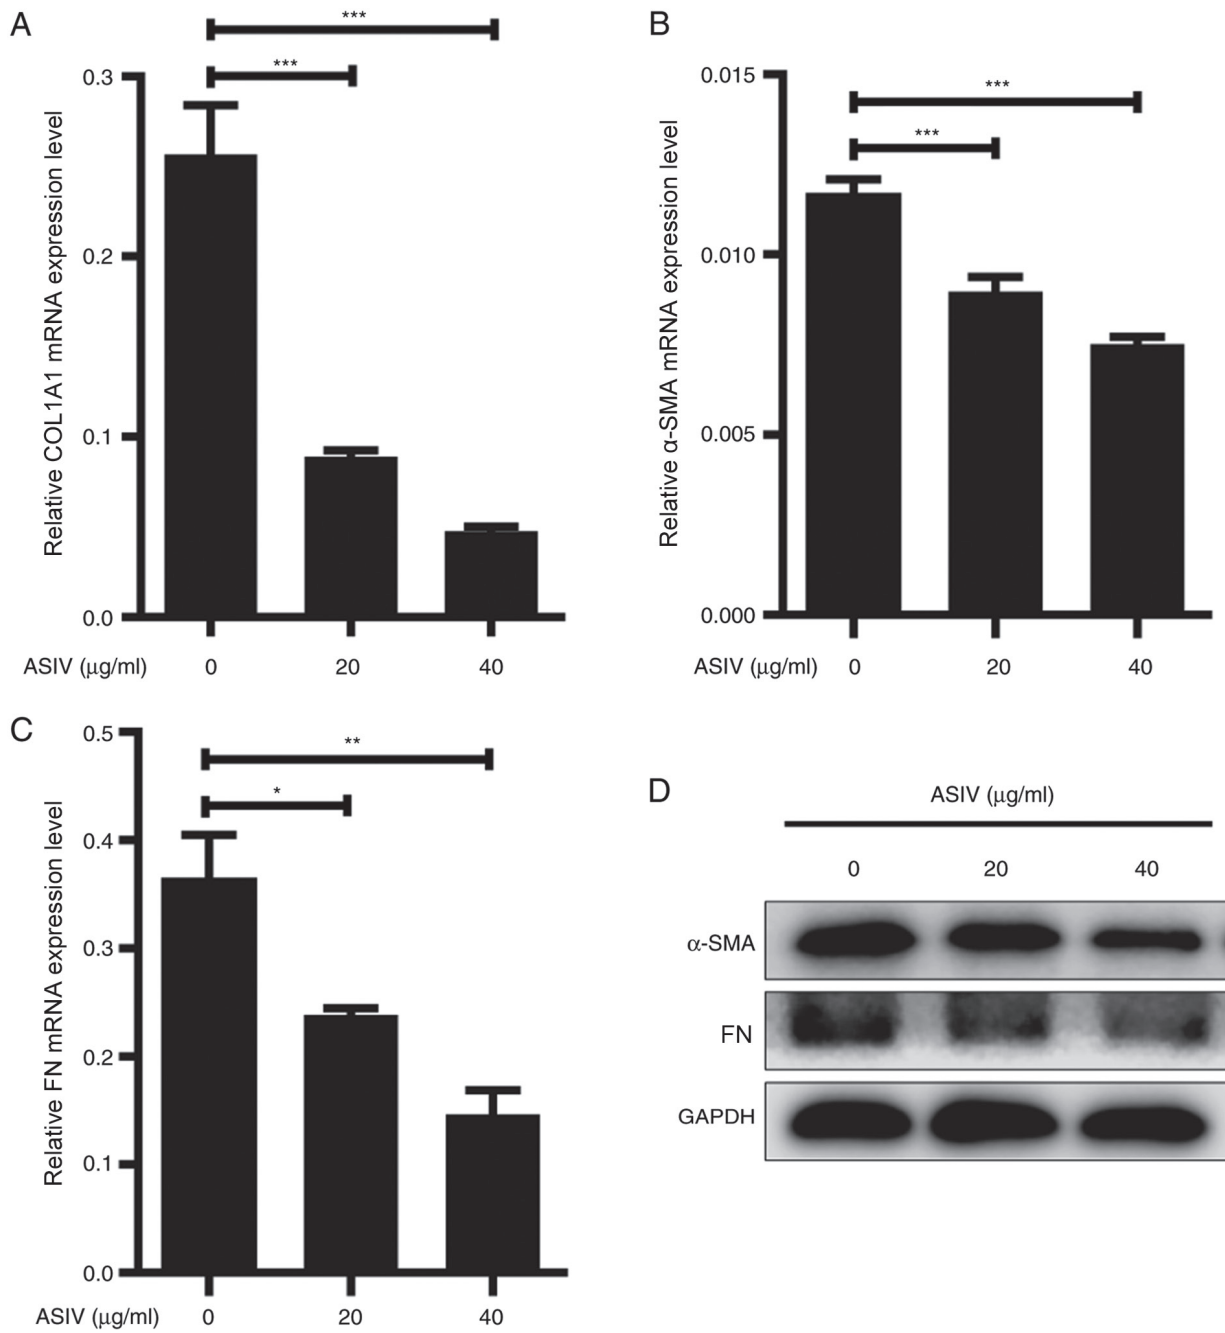 A
***
***
0.3
0.2
0.1
0.0
Relative COL1A1 mRNA expression level
ASIV (μg/ml) 0 20 40
B
***
***
0.015
0.010
0.005
0.000
Relative α-SMA mRNA expression level
ASIV (μg/ml) 0 20 40
C
**
*
0.5
0.4
0.3
0.2
0.1
0.0
Relative FN mRNA expression level
ASIV (μg/ml) 0 20 40
D
ASIV (μg/ml)
0 20 40
α-SMA
FN
GAPDH